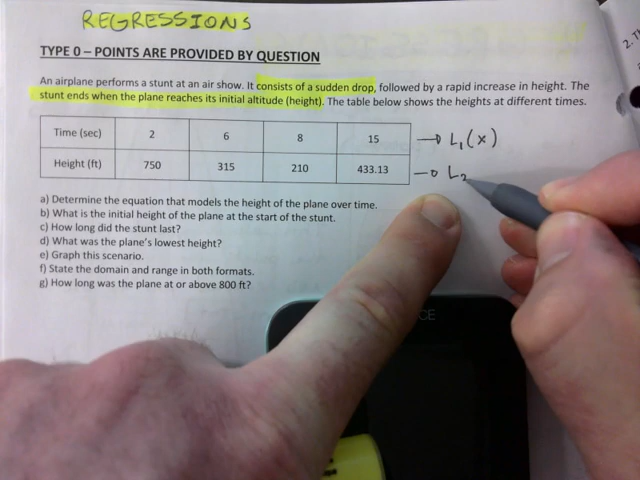 REGRESSIONS
TYPE 0 – POINTS ARE PROVIDED BY QUESTION
An airplane performs a stunt at an air show. It consists of a sudden drop, followed by a rapid increase in height. The
stunt ends when the plane reaches its initial altitude (height). The table below shows the heights at different times.
Time (sec) 2 6 8 15 → L₁(x)
Height (ft) 750 315 210 433.13 → L₂
a) Determine the equation that models the height of the plane over time.
b) What is the initial height of the plane at the start of the stunt.
c) How long did the stunt last?
d) What was the plane's lowest height?
e) Graph this scenario.
f) State the domain and range in both formats.
g) How long was the plane at or above 800 ft?
CE
2.